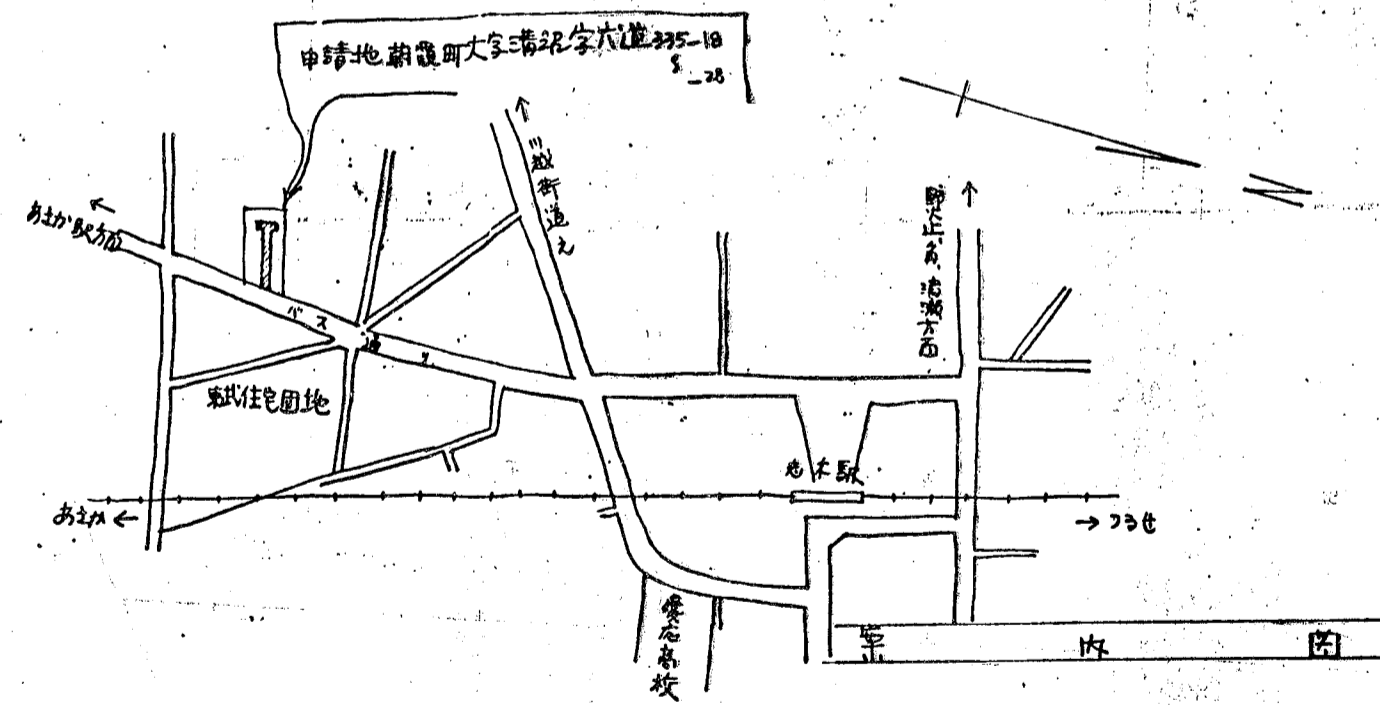 申請地 朝霞町大字溝沼字六道335-18
〃 -28
↑川越街道え
野火止、清瀬方面
←
あさか駅方面
バス通り
東武住宅団地
志木駅
あさか ←
→ つるせ
慶応高校
案内図